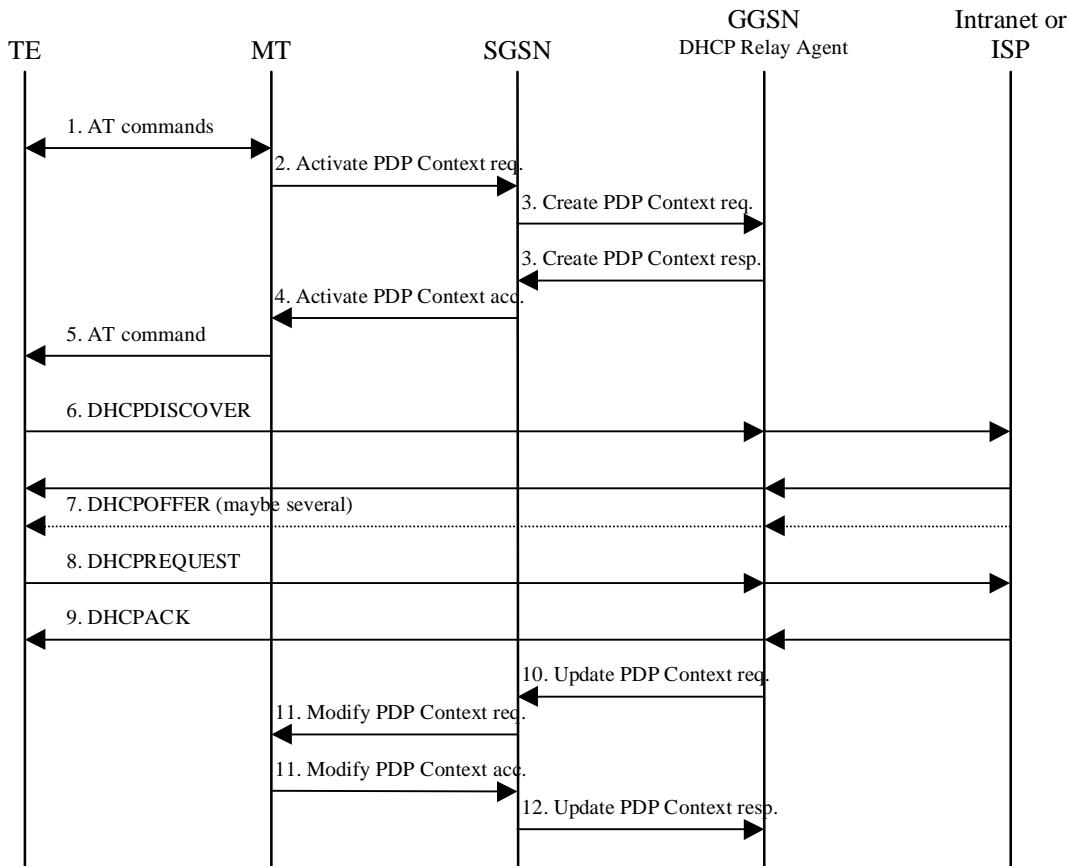 TE
MT
SGSN
GGSN
DHCP Relay Agent
Intranet or
ISP
1. AT commands
2. Activate PDP Context req.
3. Create PDP Context req.
3. Create PDP Context resp.
4. Activate PDP Context acc.
5. AT command
6. DHCPDISCOVER
7. DHCPOFFER (maybe several)
8. DHCPREQUEST
9. DHCPACK
10. Update PDP Context req.
11. Modify PDP Context req.
11. Modify PDP Context acc.
12. Update PDP Context resp.